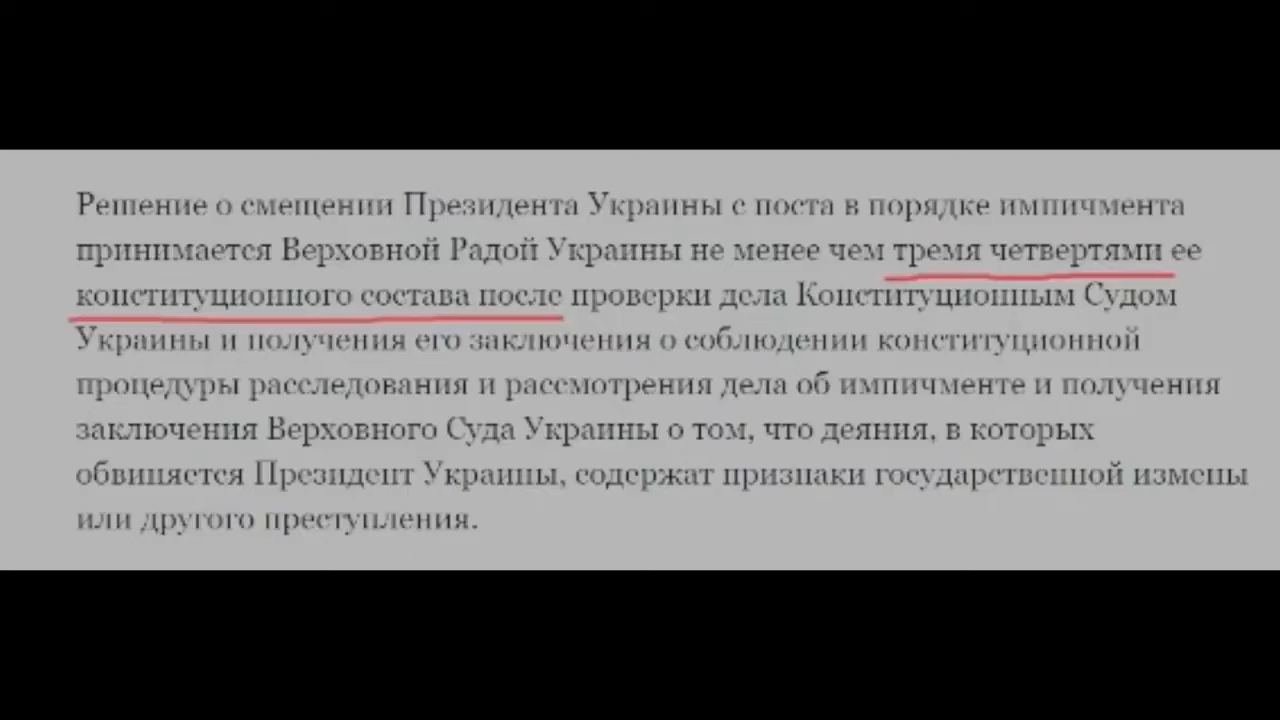 Решение о смещении Президента Украины с поста в порядке импичмента
принимается Верховной Радой Украины не менее чем тремя четвертями ее
конституционного состава после проверки дела Конституционным Судом
Украины и получения его заключения о соблюдении конституционной
процедуры расследования и рассмотрения дела об импичменте и получения
заключения Верховного Суда Украины о том, что деяния, в которых
обвиняется Президент Украины, содержат признаки государственной измены
или другого преступления.